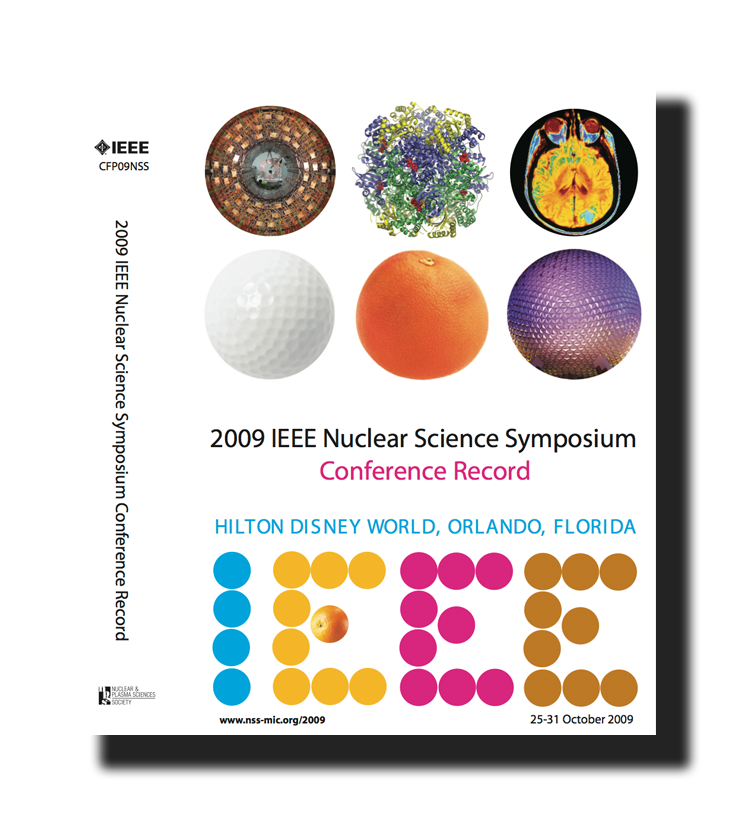 IEEE
CFP09NSS
2009 IEEE Nuclear Science Symposium Conference Record
NUCLEAR &
PLASMA SCIENCES
SOCIETY
2009 IEEE Nuclear Science Symposium
Conference Record
HILTON DISNEY WORLD, ORLANDO, FLORIDA
IEEE
www.nss-mic.org/2009
25-31 October 2009